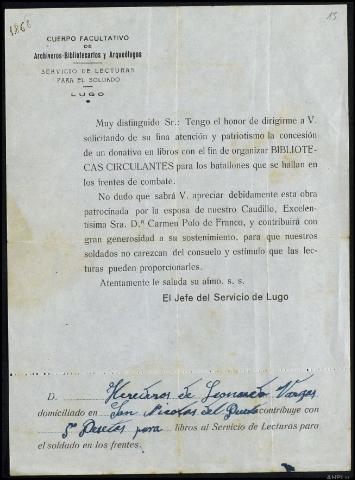 1868
15
CUERPO FACULTATIVO
DE
Archiveros-Bibliotecarios y Arqueólogos
SERVICIO DE LECTURAS
PARA EL SOLDADO
LUGO
Muy distinguido Sr.: Tengo el honor de dirigirme a V.
solicitando de su fina atención y patriotismo la concesión
de un donativo en libros con el fin de organizar BIBLIOTE-
CAS CIRCULANTES para los batallones que se hallan en
los frentes de combate.
No dudo que sabrá V. apreciar debidamente esta obra
patrocinada por la esposa de nuestro Caudillo, Excelen-
tísima Sra. D.ª Carmen Polo de Franco, y contribuirá con
gran generosidad a su sostenimiento, para que nuestros
soldados no carezcan del consuelo y estímulo que las lec-
turas pueden proporcionarles.
Atentamente le saluda su afmo. s. s.
El Jefe del Servicio de Lugo
D. Herederos de Leonardo Vargas
domiciliado en San Nicolas del Puerto contribuye con
5 Pesetas para libros al Servicio de Lecturas para
el soldado en los frentes.